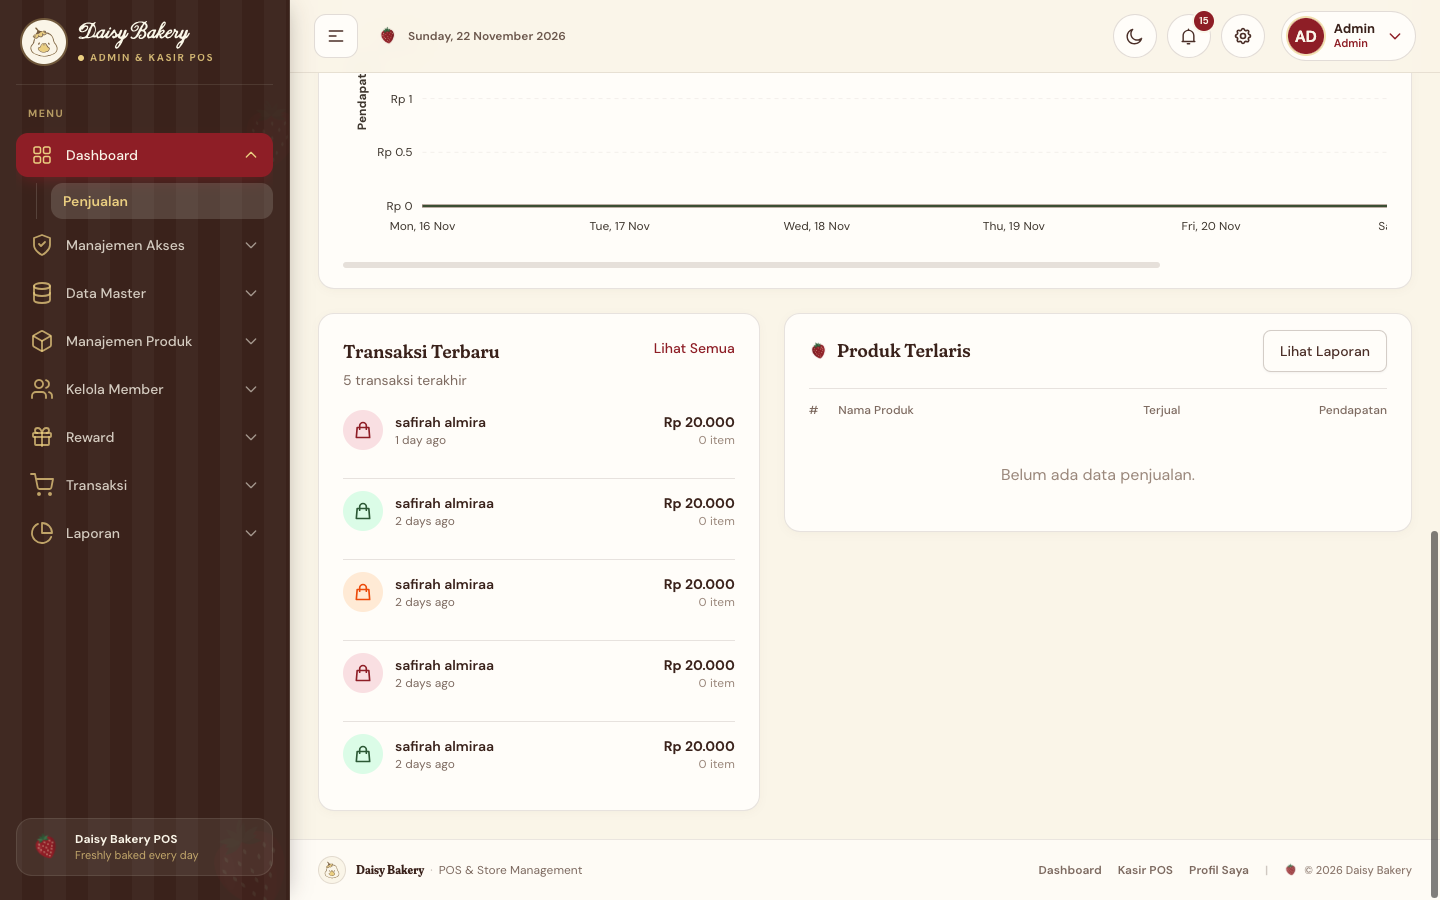 Daisy Bakery
ADMIN & KASIR POS
MENU
Dashboard
Penjualan
Manajemen Akses
Data Master
Manajemen Produk
Kelola Member
Reward
Transaksi
Laporan
Daisy Bakery POS
Freshly baked every day
Sunday, 22 November 2026
15
AD
Admin
Admin
Pendapat
Rp 1
Rp 0.5
Rp 0
Mon, 16 Nov
Tue, 17 Nov
Wed, 18 Nov
Thu, 19 Nov
Fri, 20 Nov
Transaksi Terbaru
Lihat Semua
5 transaksi terakhir
safirah almira
Rp 20.000
1 day ago
0 item
safirah almiraa
Rp 20.000
2 days ago
0 item
safirah almiraa
Rp 20.000
2 days ago
0 item
safirah almiraa
Rp 20.000
2 days ago
0 item
safirah almiraa
Rp 20.000
2 days ago
0 item
Produk Terlaris
Lihat Laporan
# Nama Produk Terjual Pendapatan
Belum ada data penjualan.
Daisy Bakery · POS & Store Management
Dashboard Kasir POS Profil Saya | © 2026 Daisy Bakery